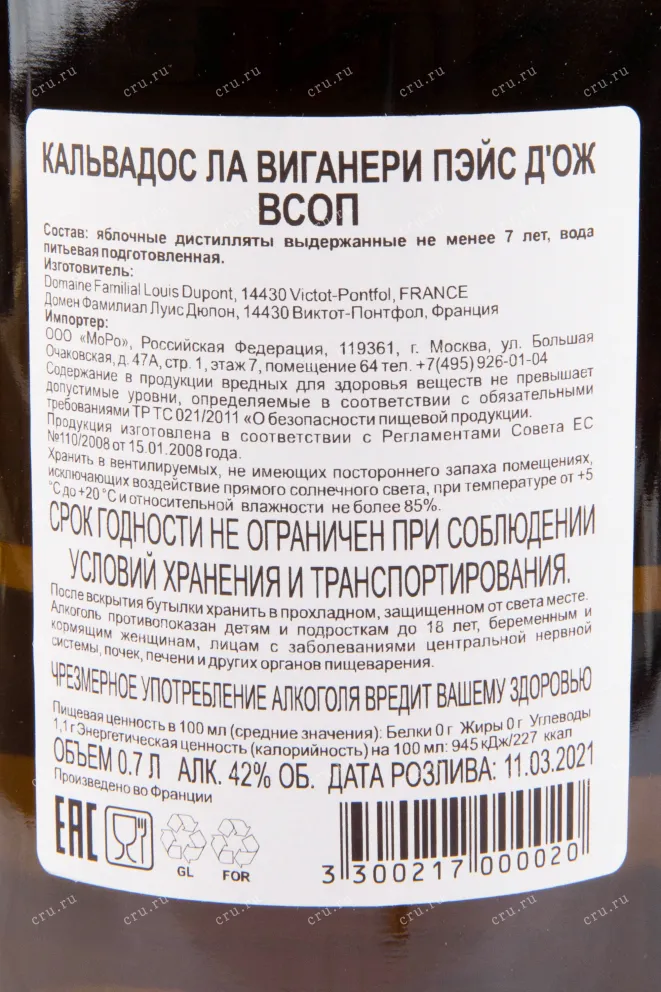 КАЛЬВАДОС ЛА ВИГАНЕРИ ПЭЙС Д'ОЖ
ВСОП
Состав: яблочные дистилляты выдержанные не менее 7 лет, вода
питьевая подготовленная.
Изготовитель:
Domaine Familial Louis Dupont, 14430 Victot-Pontfol, FRANCE
Домен Фамилиал Луис Дюпон, 14430 Виктот-Понтфол, Франция
Импортер:
ООО «МоРо», Российская Федерация, 119361, г. Москва, ул. Большая
Очаковская, д. 47А, стр. 1, этаж 7, помещение 64 тел. +7(495) 926-01-04
Содержание в продукции вредных для здоровья веществ не превышает
допустимые уровни, определяемые в соответствии с обязательными
требованиями ТР ТС 021/2011 «О безопасности пищевой продукции.
Продукция изготовлена в соответствии с Регламентами Совета ЕС
№110/2008 от 15.01.2008 года.
Хранить в вентилируемых, не имеющих постороннего запаха помещениях,
исключающих воздействие прямого солнечного света, при температуре от +5
°С до +20 °С и относительной влажности не более 85%.
СРОК ГОДНОСТИ НЕ ОГРАНИЧЕН ПРИ СОБЛЮДЕНИИ
УСЛОВИЙ ХРАНЕНИЯ И ТРАНСПОРТИРОВАНИЯ.
После вскрытия бутылки хранить в прохладном, защищенном от света месте.
Алкоголь противопоказан детям и подросткам до 18 лет, беременным и
кормящим женщинам, лицам с заболеваниями центральной нервной
системы, почек, печени и других органов пищеварения.
ЧРЕЗМЕРНОЕ УПОТРЕБЛЕНИЕ АЛКОГОЛЯ ВРЕДИТ ВАШЕМУ ЗДОРОВЬЮ
Пищевая ценность в 100 мл (средние значения): Белки 0 г Жиры 0 г Углеводы
1,1 г Энергетическая ценность (калорийность) на 100 мл: 945 кДж/227 ккал
ОБЪЕМ 0.7 Л АЛК. 42% ОБ. ДАТА РОЗЛИВА: 11.03.2021
Произведено во Франции
EAC
GL FOR
3 300217 000020
cru.ru